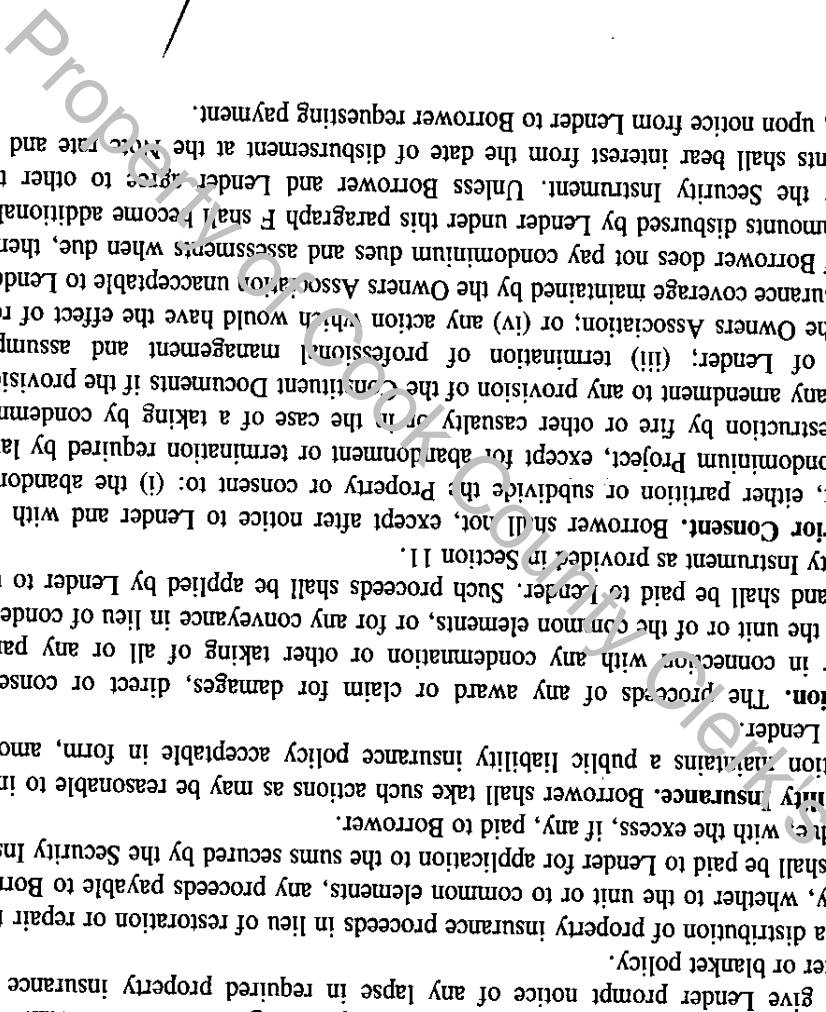 give Lender prompt notice of any lapse in required property insurance
ter or blanket policy.
a distribution of property insurance proceeds in lieu of restoration or repair f
y, whether to the unit or to common elements, any proceeds payable to Bor
shall be paid to Lender for application to the sums secured by the Security Ins
with the excess, if any, paid to Borrower.
ility Insurance. Borrower shall take such actions as may be reasonable to in
tion maintains a public liability insurance policy acceptable in form, amo
Lender.
ion. The proceeds of any award or claim for damages, direct or conse
r in connection with any condemnation or other taking of all or any par
the unit or of the common elements, or for any conveyance in lieu of conde
and shall be paid to Lender. Such proceeds shall be applied by Lender to
ty Instrument as provided in Section 11.
rior Consent. Borrower shall not, except after notice to Lender and with
, either partition or subdivide the Property or consent to: (i) the abandor
ondominium Project, except for abandonment or termination required by la
estruction by fire or other casualty or in the case of a taking by condemn
any amendment to any provision of the Constituent Documents if the provisi
of Lender; (iii) termination of professional management and assump
he Owners Association; or (iv) any action which would have the effect of re
surance coverage maintained by the Owners Association unacceptable to Lende
f Borrower does not pay condominium dues and assessments when due, then
amounts disbursed by Lender under this paragraph F shall become additional
the Security Instrument. Unless Borrower and Lender agree to other t
nts shall bear interest from the date of disbursement at the Note rate and
, upon notice from Lender to Borrower requesting payment.
Property of Cook County Clerk's